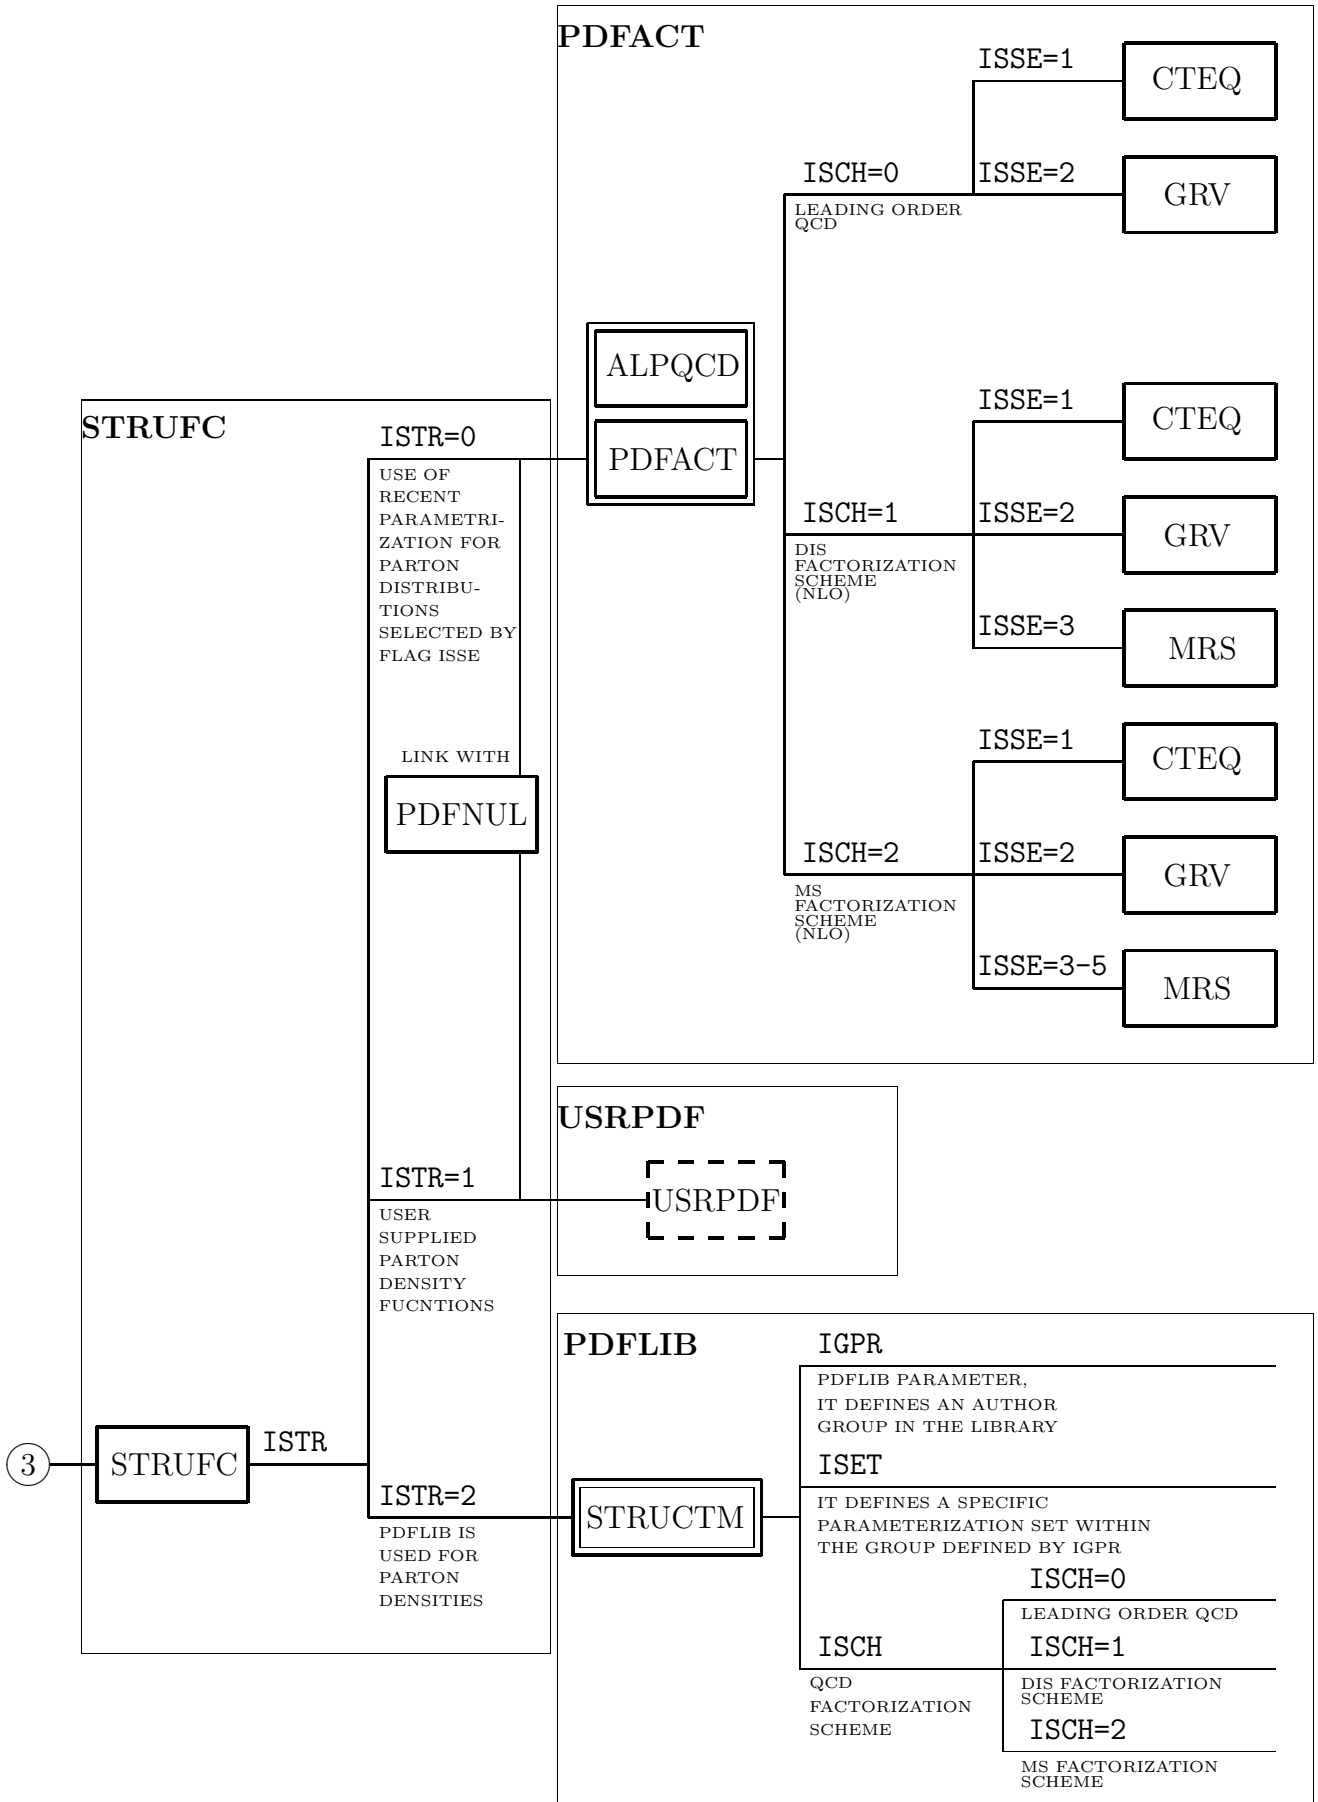 PDFACT
ISSE=1
CTEQ
ISCH=0
ISSE=2
GRV
LEADING ORDER
QCD
ALPQCD
PDFACT
ISSE=1
CTEQ
ISCH=1
ISSE=2
GRV
DIS
FACTORIZATION
SCHEME
(NLO)
ISSE=3
MRS
ISSE=1
CTEQ
ISCH=2
ISSE=2
GRV
MS
FACTORIZATION
SCHEME
(NLO)
ISSE=3-5
MRS
STRUFC
ISTR=0
USE OF
RECENT
PARAMETRI-
ZATION FOR
PARTON
DISTRIBU-
TIONS
SELECTED BY
FLAG ISSE
LINK WITH
PDFNUL
ISTR=1
USER
SUPPLIED
PARTON
DENSITY
FUCNTIONS
USRPDF
USRPDF
3
STRUFC
ISTR
ISTR=2
PDFLIB IS
USED FOR
PARTON
DENSITIES
PDFLIB
STRUCTM
IGPR
PDFLIB PARAMETER,
IT DEFINES AN AUTHOR
GROUP IN THE LIBRARY
ISET
IT DEFINES A SPECIFIC
PARAMETERIZATION SET WITHIN
THE GROUP DEFINED BY IGPR
ISCH
QCD
FACTORIZATION
SCHEME
ISCH=0
LEADING ORDER QCD
ISCH=1
DIS FACTORIZATION
SCHEME
ISCH=2
MS FACTORIZATION
SCHEME